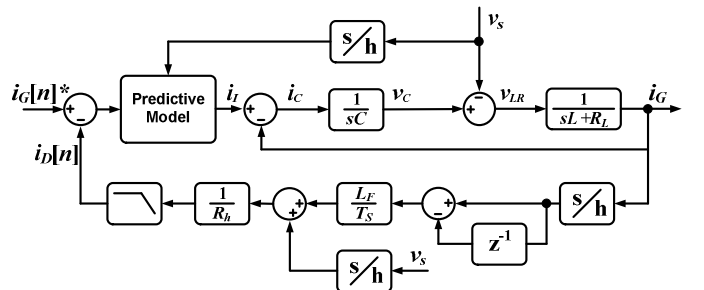 v_s
s/h
i_G[n]*
+
−
Predictive
Model
i_I
+
−
i_C
1
sC
v_C
+
−
v_LR
1
sL+R_L
i_G
i_D[n]
1
R_h
+
+
L_F
T_S
+
−
s/h
z^-1
s/h
v_s